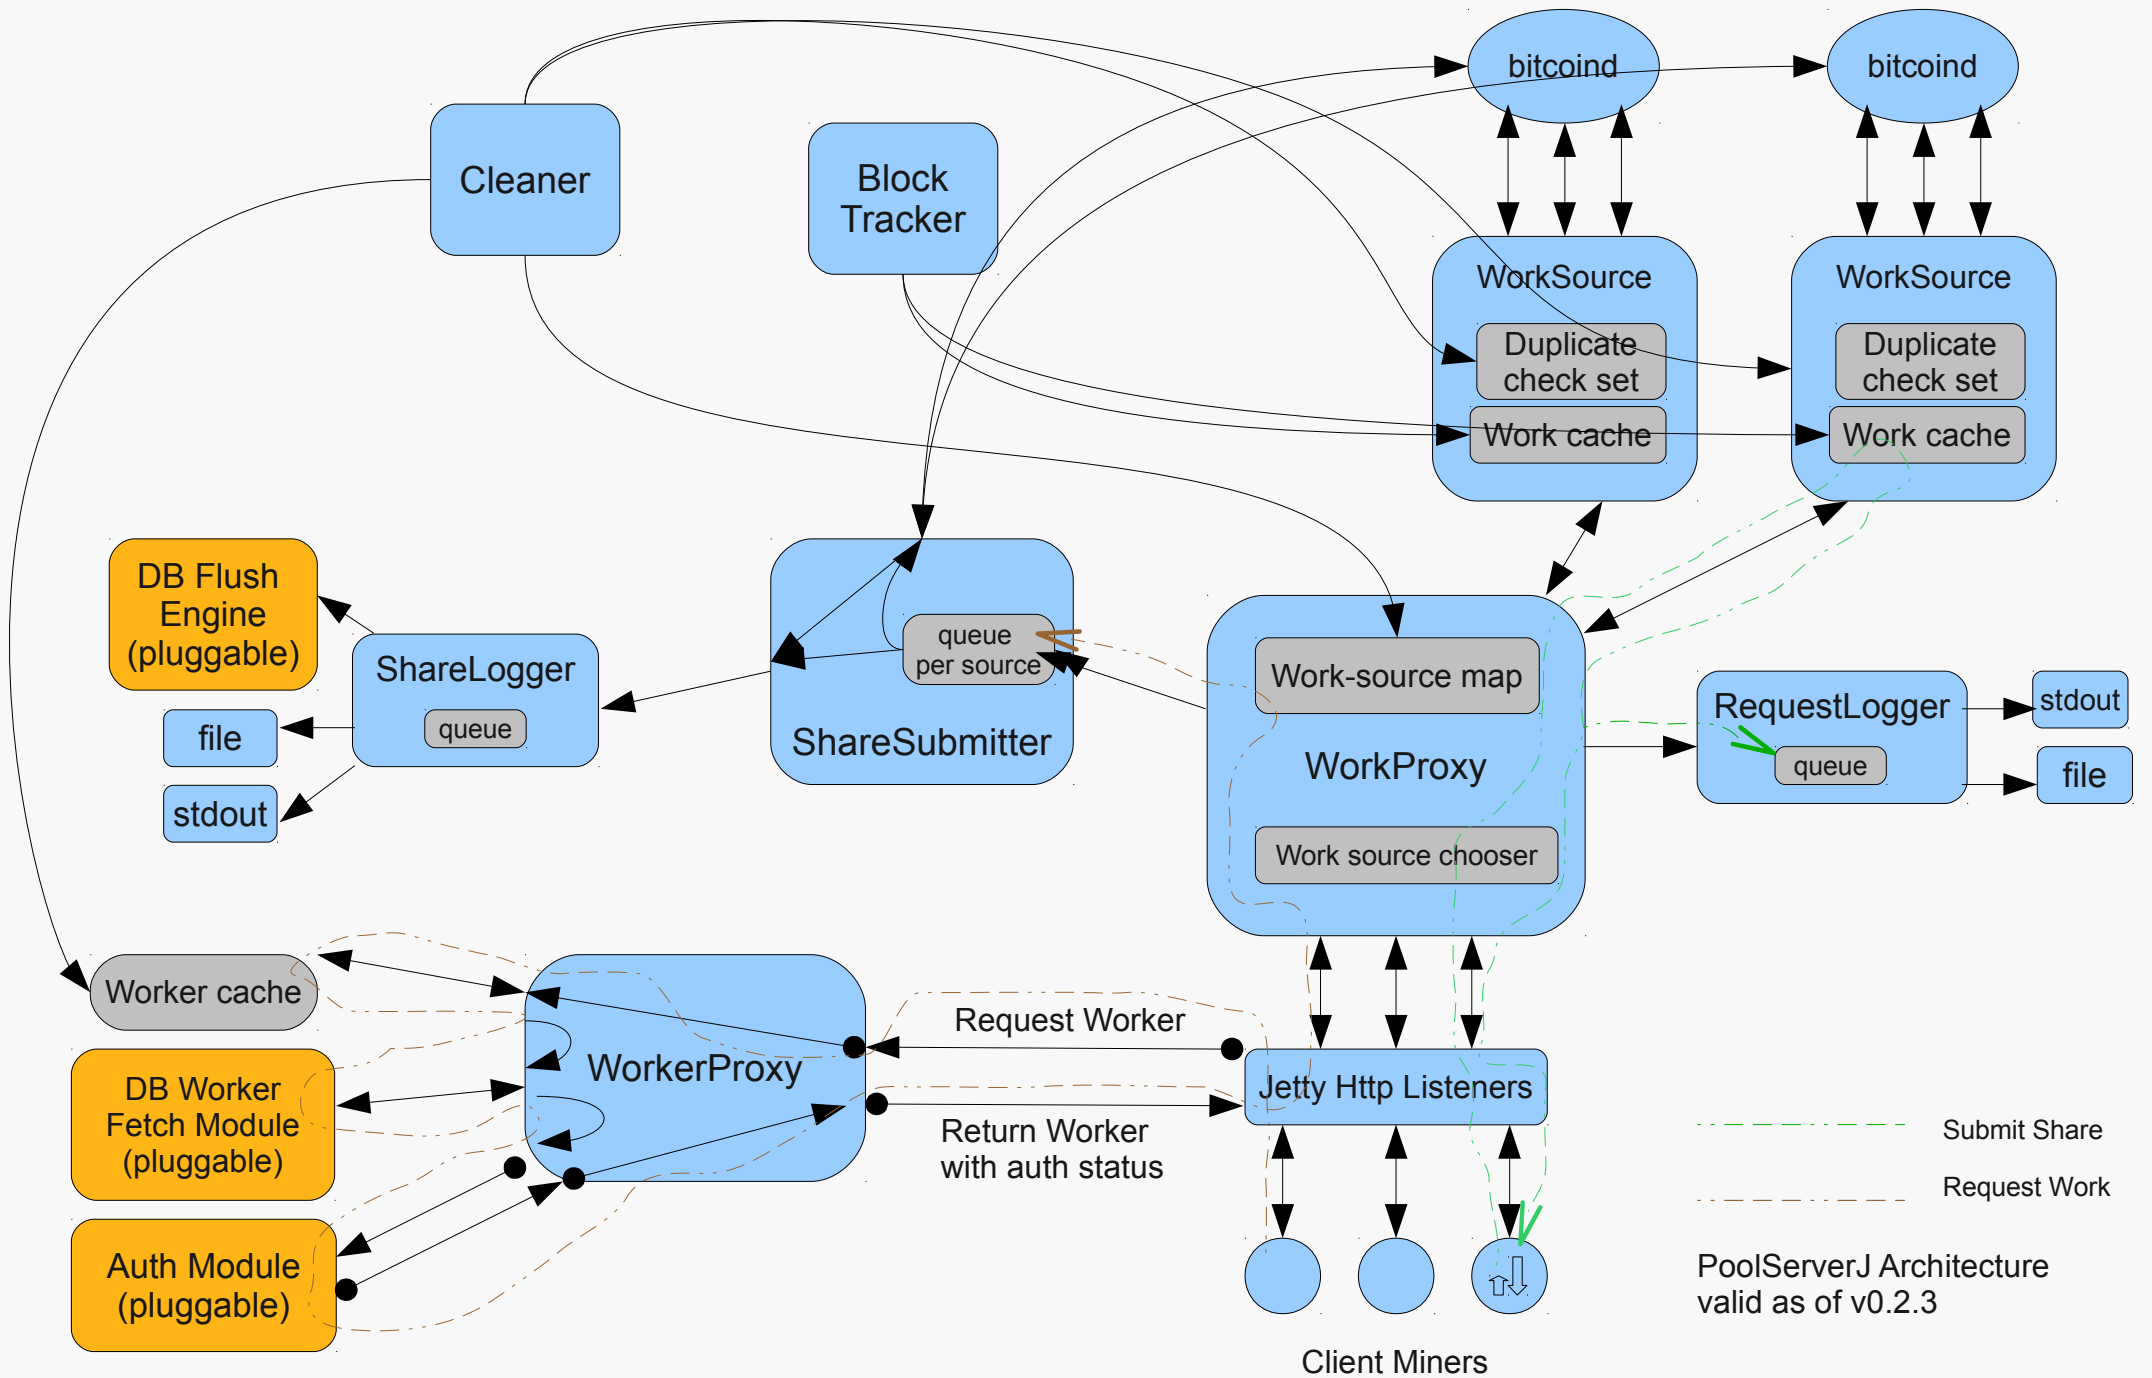 bitcoind
bitcoind
Cleaner
Block
Tracker
WorkSource
Duplicate
check set
Work cache
WorkSource
Duplicate
check set
Work cache
DB Flush
Engine
(pluggable)
ShareLogger
queue
file
stdout
queue
per source
ShareSubmitter
Work-source map
WorkProxy
Work source chooser
RequestLogger
queue
stdout
file
Worker cache
DB Worker
Fetch Module
(pluggable)
Auth Module
(pluggable)
WorkerProxy
Request Worker
Return Worker
with auth status
Jetty Http Listeners
Client Miners
Submit Share
Request Work
PoolServerJ Architecture
valid as of v0.2.3